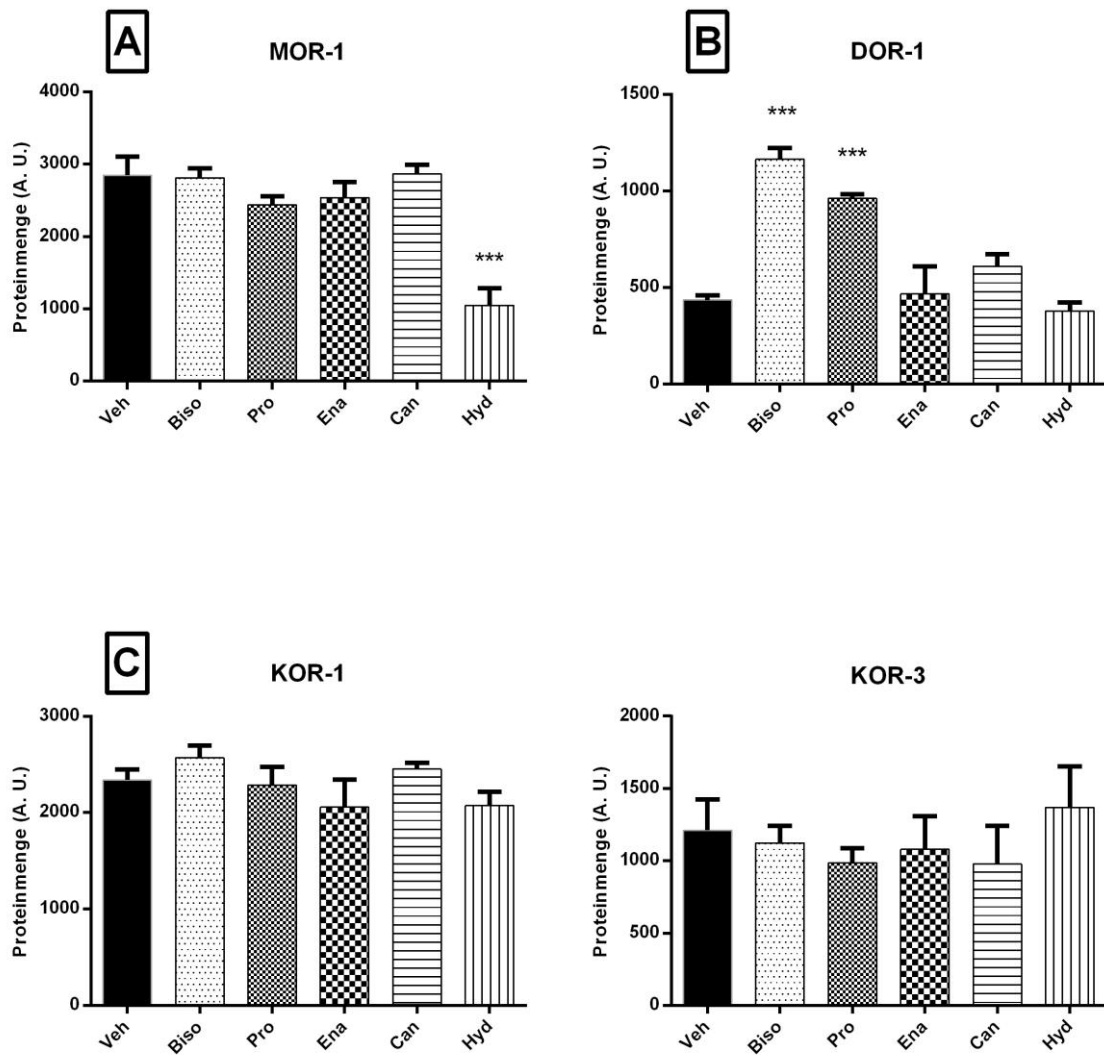 A
MOR-1
Proteinmenge (A. U.)
4000
3000
2000
1000
0
***
Veh
Biso
Pro
Ena
Can
Hyd
B
DOR-1
Proteinmenge (A. U.)
1500
1000
500
0
***
***
Veh
Biso
Pro
Ena
Can
Hyd
C
KOR-1
Proteinmenge (A. U.)
3000
2000
1000
0
Veh
Biso
Pro
Ena
Can
Hyd
KOR-3
Proteinmenge (A. U.)
2000
1500
1000
500
0
Veh
Biso
Pro
Ena
Can
Hyd